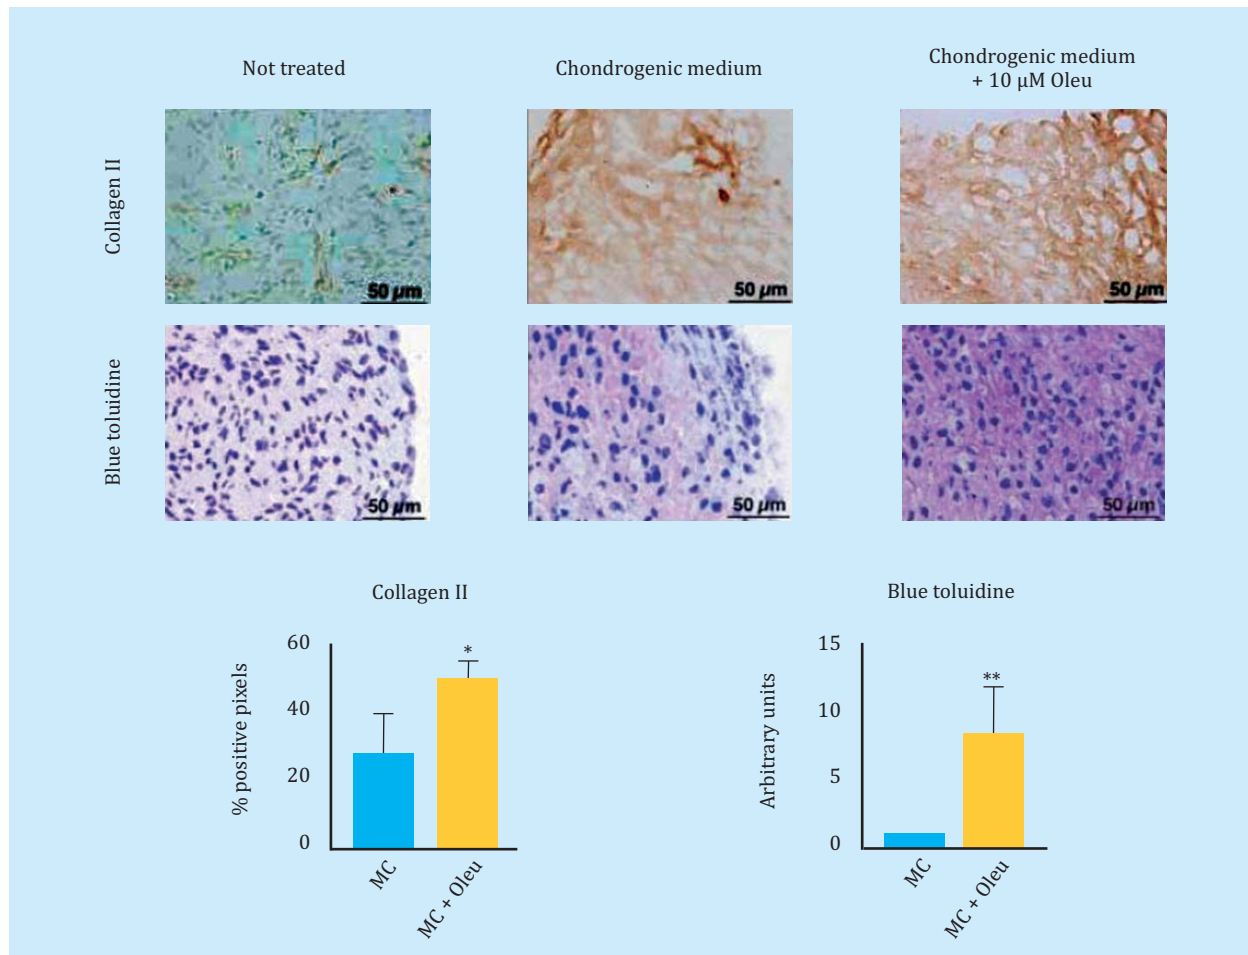 Not treated
Chondrogenic medium
Chondrogenic medium
+ 10 µM Oleu
Collagen II
50 µm
50 µm
50 µm
Blue toluidine
50 µm
50 µm
50 µm
Collagen II
% positive pixels
60
40
20
0
*
MC
MC + Oleu
Blue toluidine
Arbitrary units
15
10
5
0
**
MC
MC + Oleu